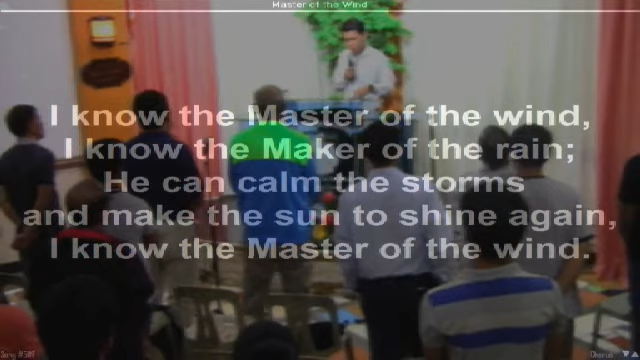 Master of the Wind
I know the Master of the wind,
I know the Maker of the rain;
He can calm the storms
and make the sun to shine again,
I know the Master of the wind.
Chorus